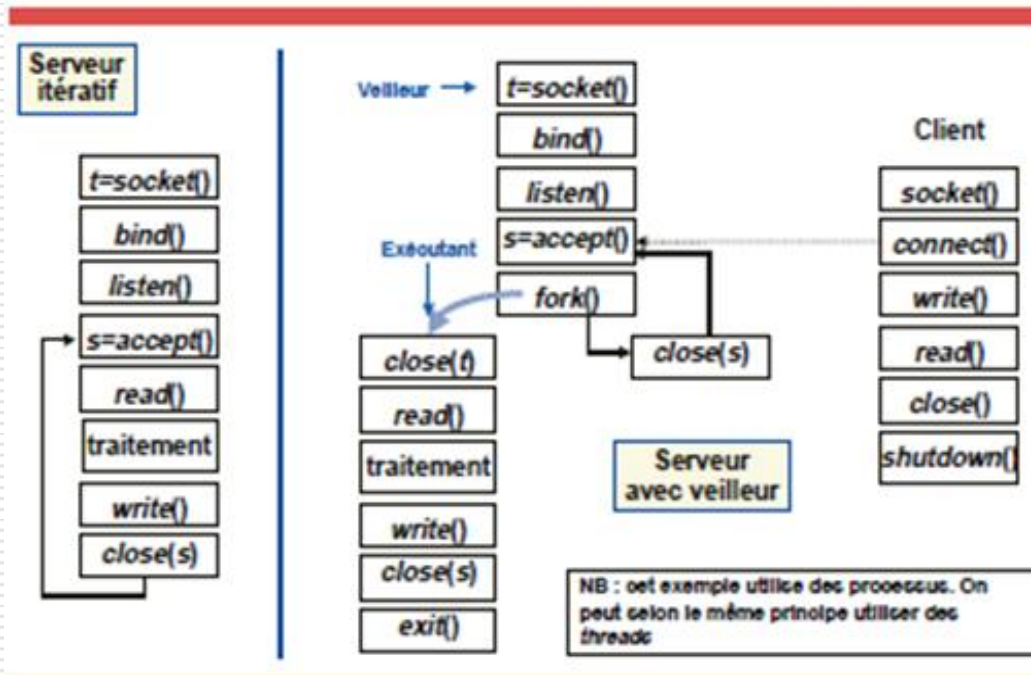 Serveur
itératif
t=socket()
bind()
listen()
s=accept()
read()
traitement
write()
close(s)
Veilleur
t=socket()
bind()
listen()
s=accept()
fork()
close(s)
Exécutant
close(t)
read()
traitement
write()
close(s)
exit()
Serveur
avec veilleur
Client
socket()
connect()
write()
read()
close()
shutdown()
NB : cet exemple utilise des processus. On
peut selon le même principe utiliser des
threads